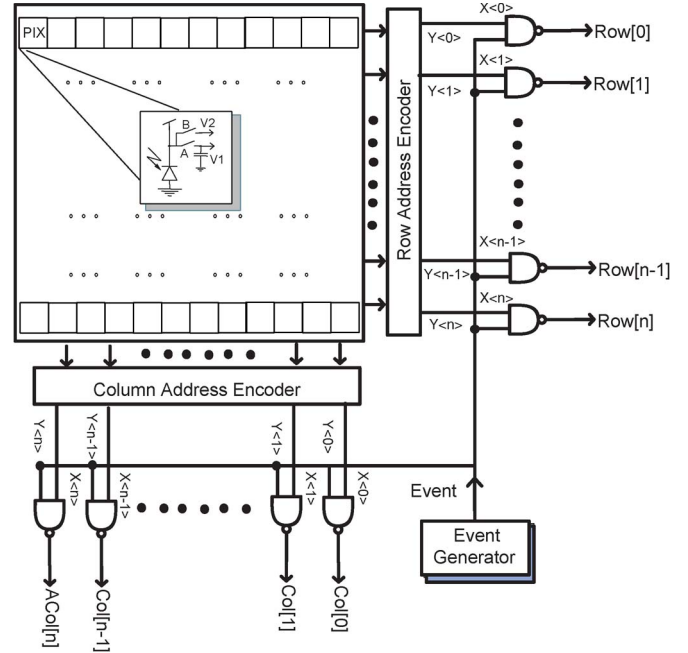 X<0>
PIX
Y<0>
Row[0]
X<1>
Y<1>
Row[1]
B V2
A
V1
Row Address Encoder
X<n-1>
Y<n-1>
Row[n-1]
X<n>
Y<n>
Row[n]
Column Address Encoder
Y<n>
Y<n-1>
Y<1>
Y<0>
X<n>
X<n-1>
X<1>
X<0>
Event
Event
Generator
ACol[n]
Col[n-1]
Col[1]
Col[0]